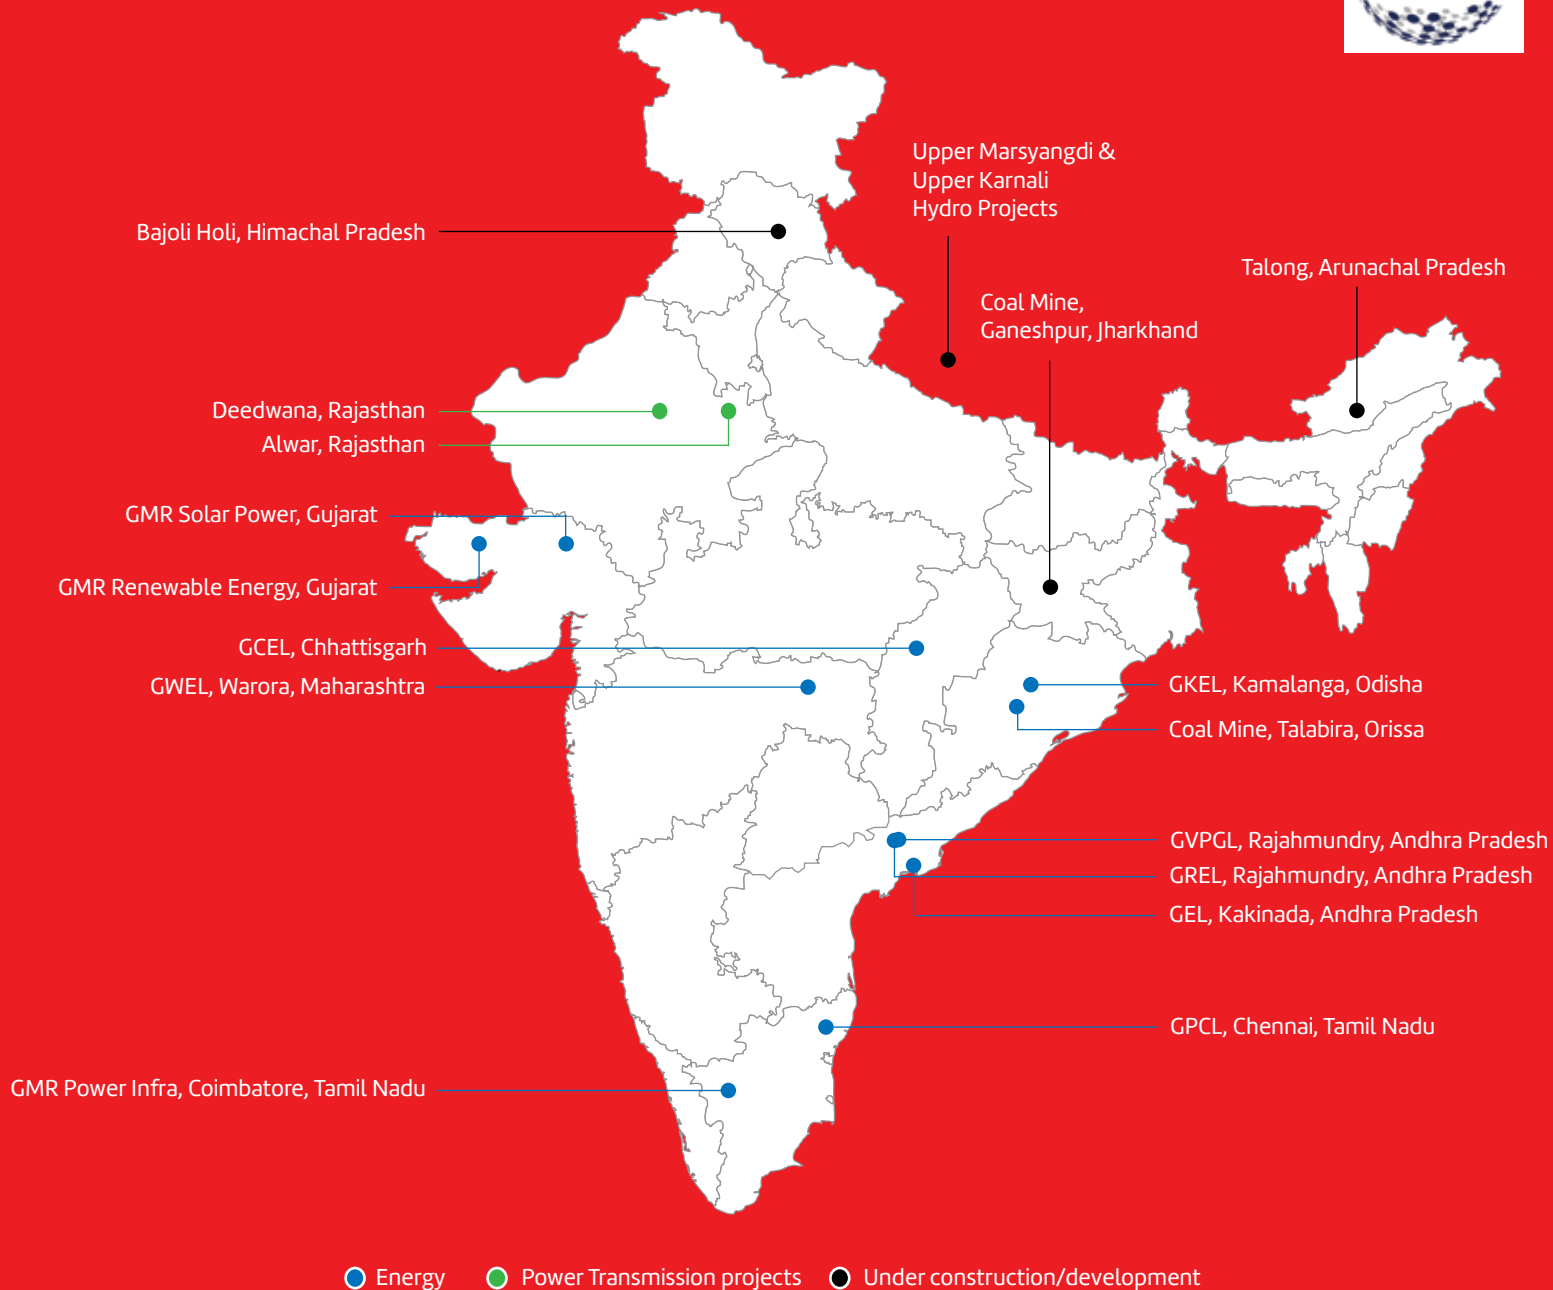 Upper Marsyangdi &
Upper Karnali
Hydro Projects
Bajoli Holi, Himachal Pradesh
Talong, Arunachal Pradesh
Coal Mine,
Ganeshpur, Jharkhand
Deedwana, Rajasthan
Alwar, Rajasthan
GMR Solar Power, Gujarat
GMR Renewable Energy, Gujarat
GCEL, Chhattisgarh
GWEL, Warora, Maharashtra
GKEL, Kamalanga, Odisha
Coal Mine, Talabira, Orissa
GVPGL, Rajahmundry, Andhra Pradesh
GREL, Rajahmundry, Andhra Pradesh
GEL, Kakinada, Andhra Pradesh
GPCL, Chennai, Tamil Nadu
GMR Power Infra, Coimbatore, Tamil Nadu
Energy
Power Transmission projects
Under construction/development